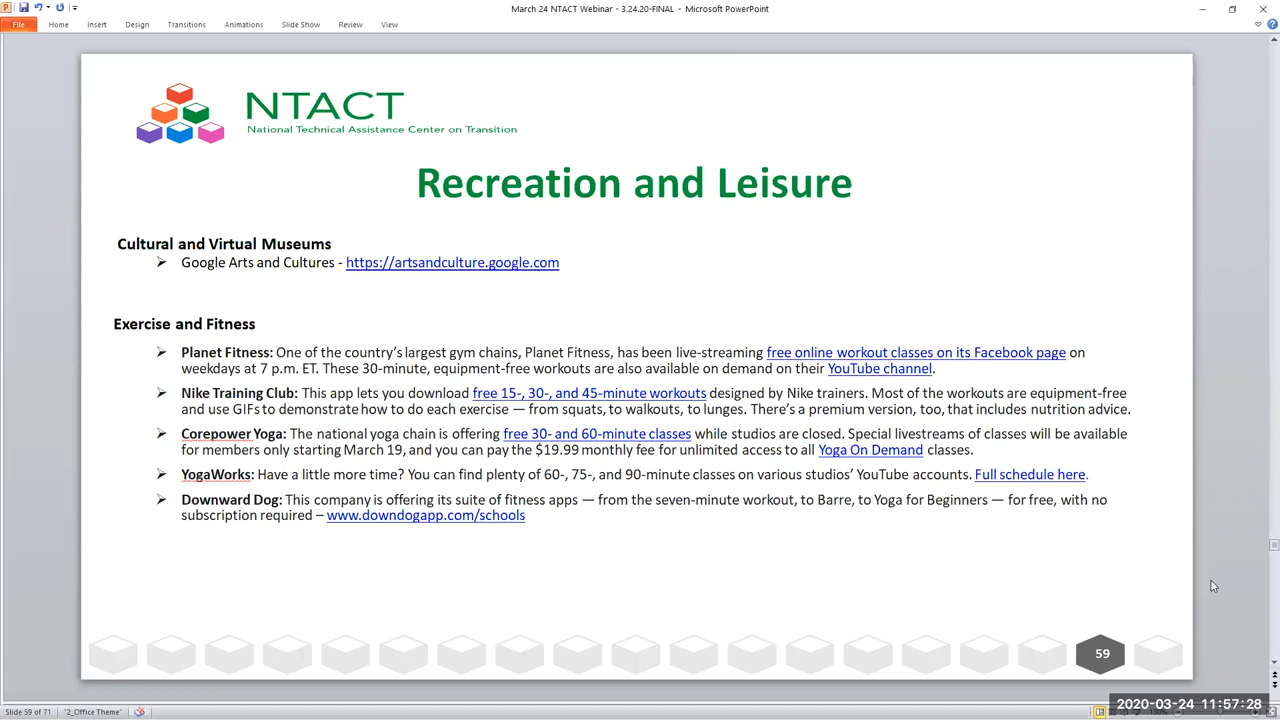 March 24 NTACT Webinar - 3.24.20-FINAL - Microsoft PowerPoint
File Home Insert Design Transitions Animations Slide Show Review View
NTACT
National Technical Assistance Center on Transition
Recreation and Leisure
Cultural and Virtual Museums
➢ Google Arts and Cultures - https://artsandculture.google.com
Exercise and Fitness
➢ Planet Fitness: One of the country’s largest gym chains, Planet Fitness, has been live-streaming free online workout classes on its Facebook page on
weekdays at 7 p.m. ET. These 30-minute, equipment-free workouts are also available on demand on their YouTube channel.
➢ Nike Training Club: This app lets you download free 15-, 30-, and 45-minute workouts designed by Nike trainers. Most of the workouts are equipment-free
and use GIFs to demonstrate how to do each exercise — from squats, to walkouts, to lunges. There’s a premium version, too, that includes nutrition advice.
➢ Corepower Yoga: The national yoga chain is offering free 30- and 60-minute classes while studios are closed. Special livestreams of classes will be available
for members only starting March 19, and you can pay the $19.99 monthly fee for unlimited access to all Yoga On Demand classes.
➢ YogaWorks: Have a little more time? You can find plenty of 60-, 75-, and 90-minute classes on various studios’ YouTube accounts. Full schedule here.
➢ Downward Dog: This company is offering its suite of fitness apps — from the seven-minute workout, to Barre, to Yoga for Beginners — for free, with no
subscription required – www.downdogapp.com/schools
59
2020-03-24 11:57:28
Slide 59 of 71 "2_Office Theme"